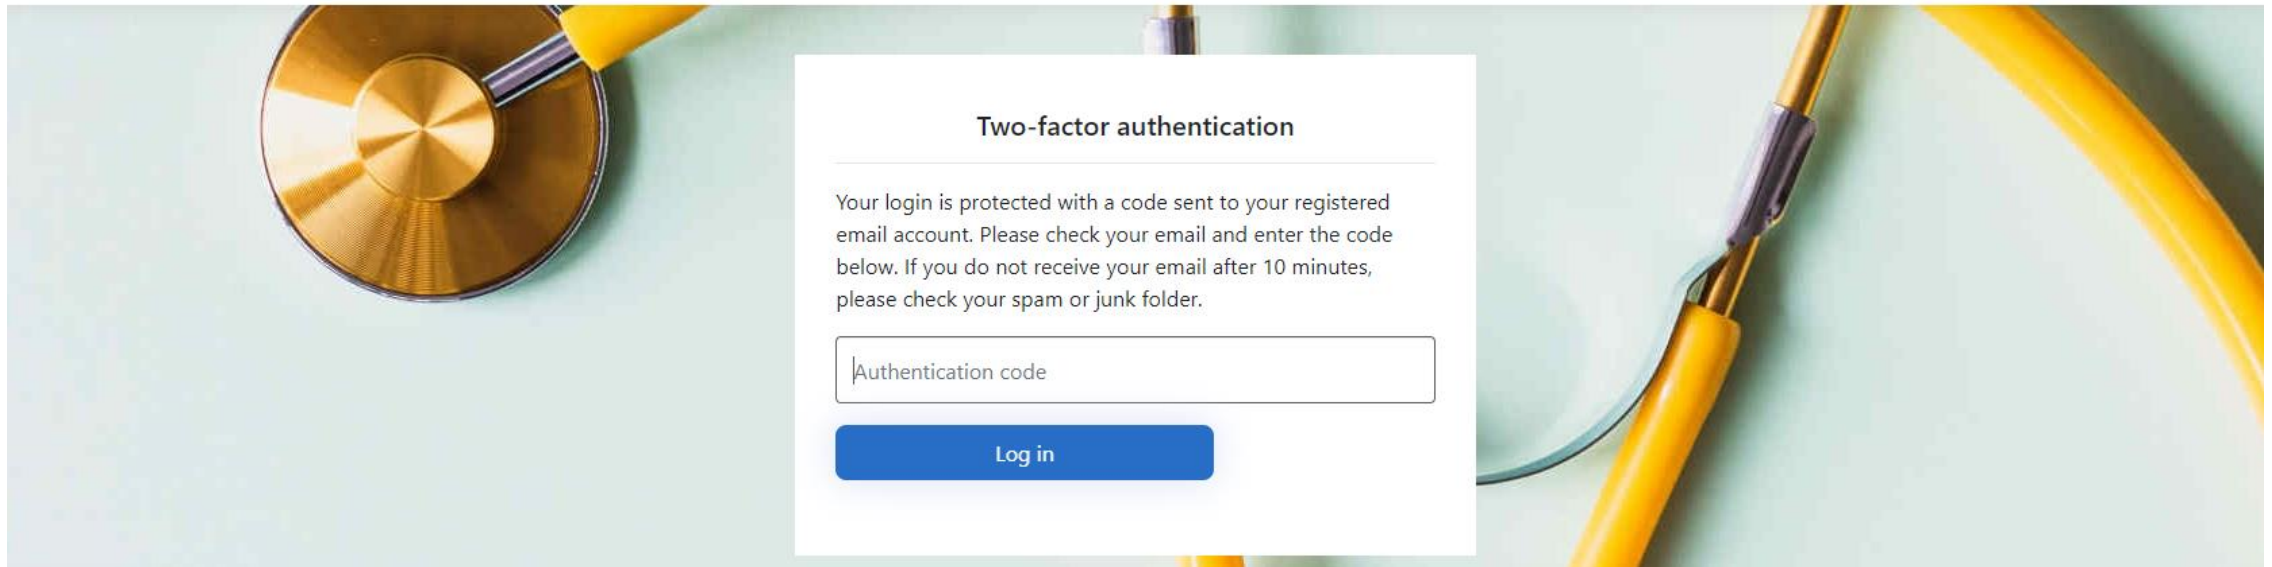 Two-factor authentication
Your login is protected with a code sent to your registered
email account. Please check your email and enter the code
below. If you do not receive your email after 10 minutes,
please check your spam or junk folder.
Authentication code
Log in